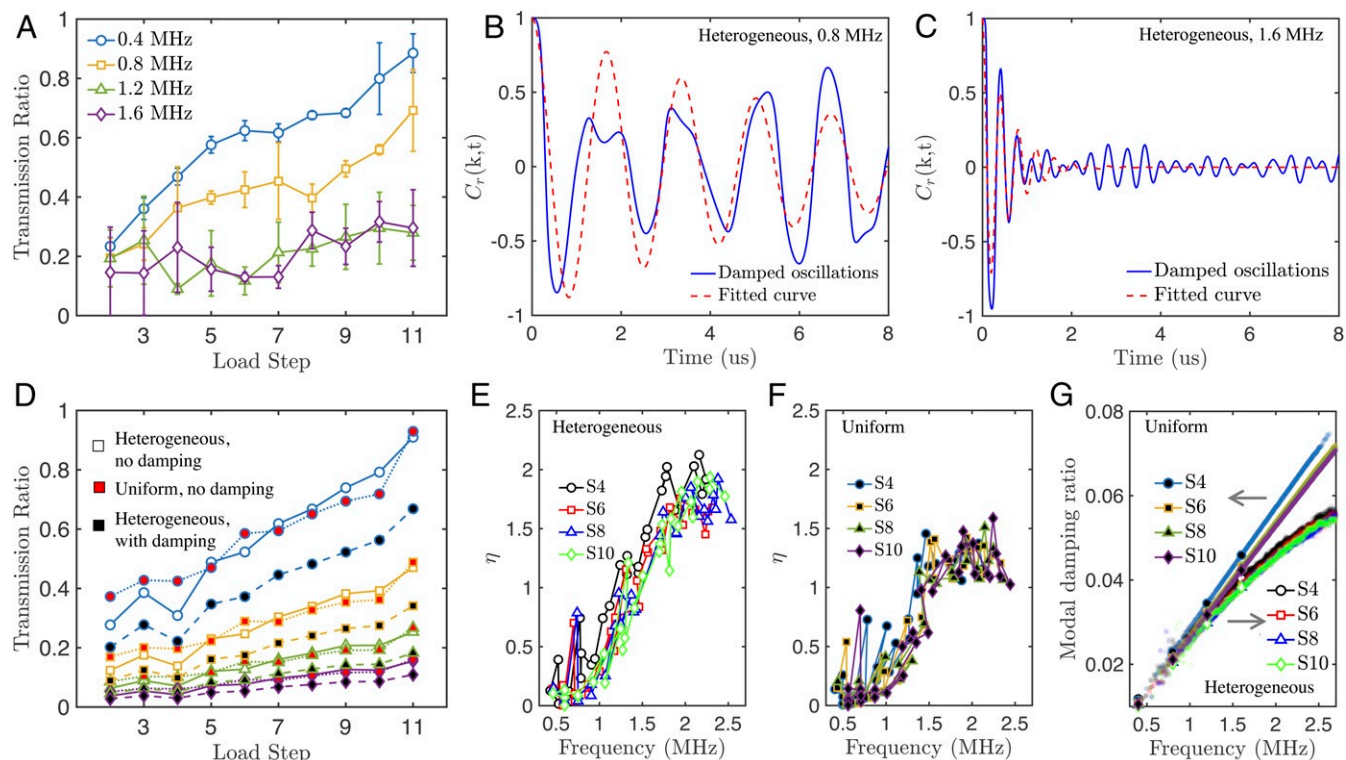 A
Transmission Ratio
1
0.8
0.6
0.4
0.2
0
0.4 MHz
0.8 MHz
1.2 MHz
1.6 MHz
3 5 7 9 11
Load Step
B
Heterogeneous, 0.8 MHz
C_r(k,t)
1
0.5
0
-0.5
-1
Damped oscillations
Fitted curve
0 2 4 6 8
Time (us)
C
Heterogeneous, 1.6 MHz
C_r(k,t)
1
0.5
0
-0.5
-1
Damped oscillations
Fitted curve
0 2 4 6 8
Time (us)
D
Transmission Ratio
1
0.8
0.6
0.4
0.2
0
Heterogeneous,
no damping
Uniform, no damping
Heterogeneous,
with damping
3 5 7 9 11
Load Step
E
η
2.5
2
1.5
1
0.5
0
Heterogeneous
S4
S6
S8
S10
0.5 1 1.5 2 2.5
Frequency (MHz)
F
η
2.5
2
1.5
1
0.5
0
Uniform
S4
S6
S8
S10
0.5 1 1.5 2 2.5
Frequency (MHz)
G
Modal damping ratio
0.08
0.06
0.04
0.02
Uniform
S4
S6
S8
S10
S4
S6
S8
S10
Heterogeneous
0.4 1 1.6 2.5
Frequency (MHz)